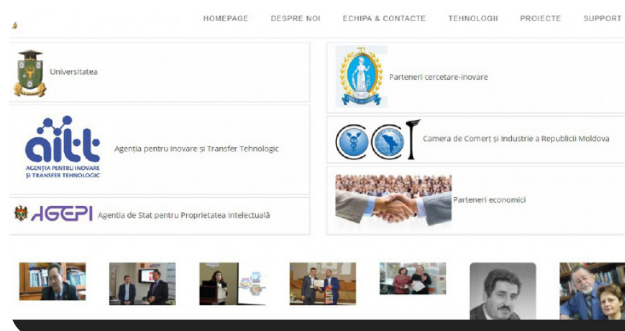 HOMEPAGE DESPRE NOI ECHIPA & CONTACTE TEHNOLOGII PROIECTE SUPPORT
Universitatea
Parteneri cercetare-inovare
aitt
AGENȚIA PENTRU INOVARE
ȘI TRANSFER TEHNOLOGIC
Agenția pentru Inovare și Transfer Tehnologic
CCI
Camera de Comerț și Industrie a Republicii Moldova
AGEPI
Agentia de Stat pentru Proprietatea Intelectuală
Parteneri economici